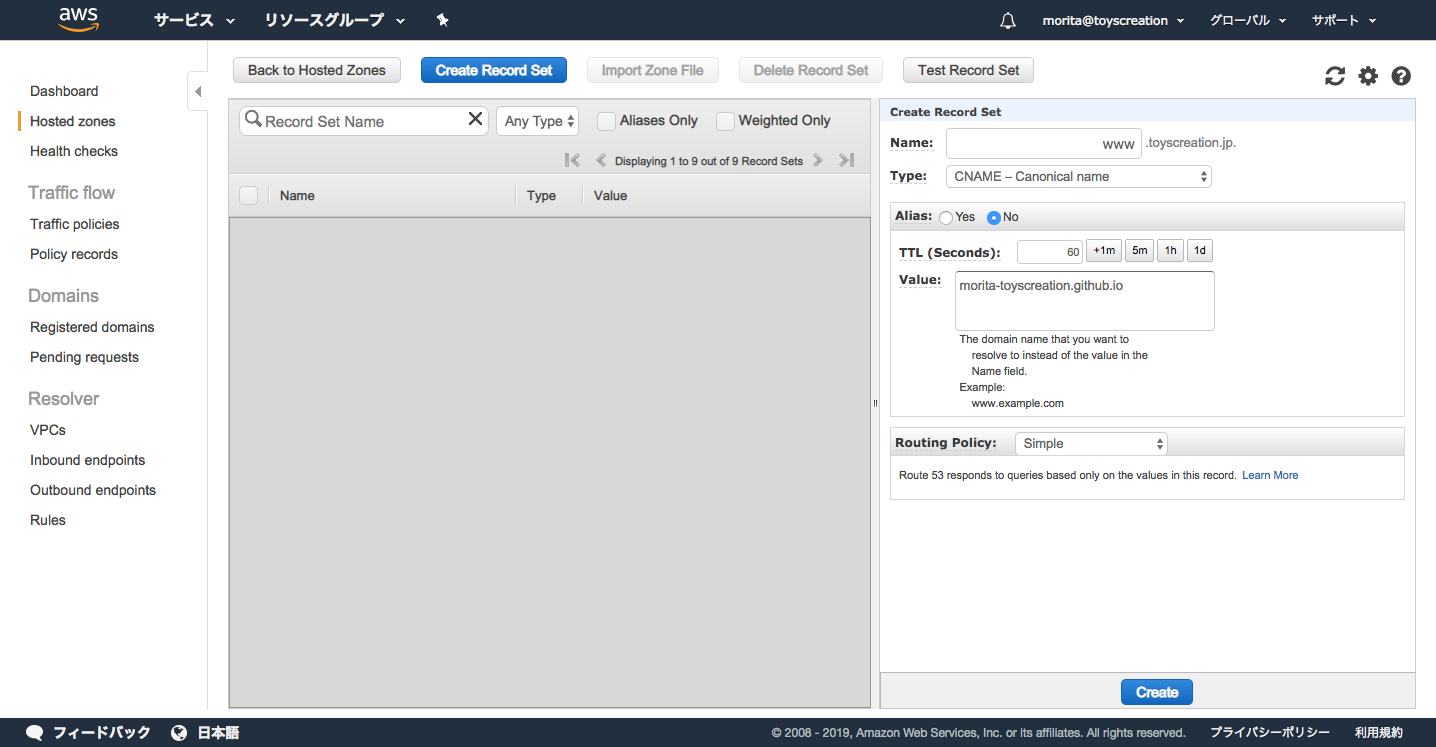 aws サービス リソースグループ morita@toyscreation グローバル サポート
Dashboard
Hosted zones
Health checks
Traffic flow
Traffic policies
Policy records
Domains
Registered domains
Pending requests
Resolver
VPCs
Inbound endpoints
Outbound endpoints
Rules
Back to Hosted Zones Create Record Set Import Zone File Delete Record Set Test Record Set
Record Set Name Any Type Aliases Only Weighted Only
Displaying 1 to 9 out of 9 Record Sets
Name Type Value
Create Record Set
Name: www .toyscreation.jp.
Type: CNAME – Canonical name
Alias: Yes No
TTL (Seconds): 60 +1m 5m 1h 1d
Value: morita-toyscreation.github.io
The domain name that you want to
resolve to instead of the value in the
Name field.
Example:
www.example.com
Routing Policy: Simple
Route 53 responds to queries based only on the values in this record. Learn More
Create
フィードバック 日本語 © 2008 - 2019, Amazon Web Services, Inc. or its affiliates. All rights reserved. プライバシーポリシー 利用規約